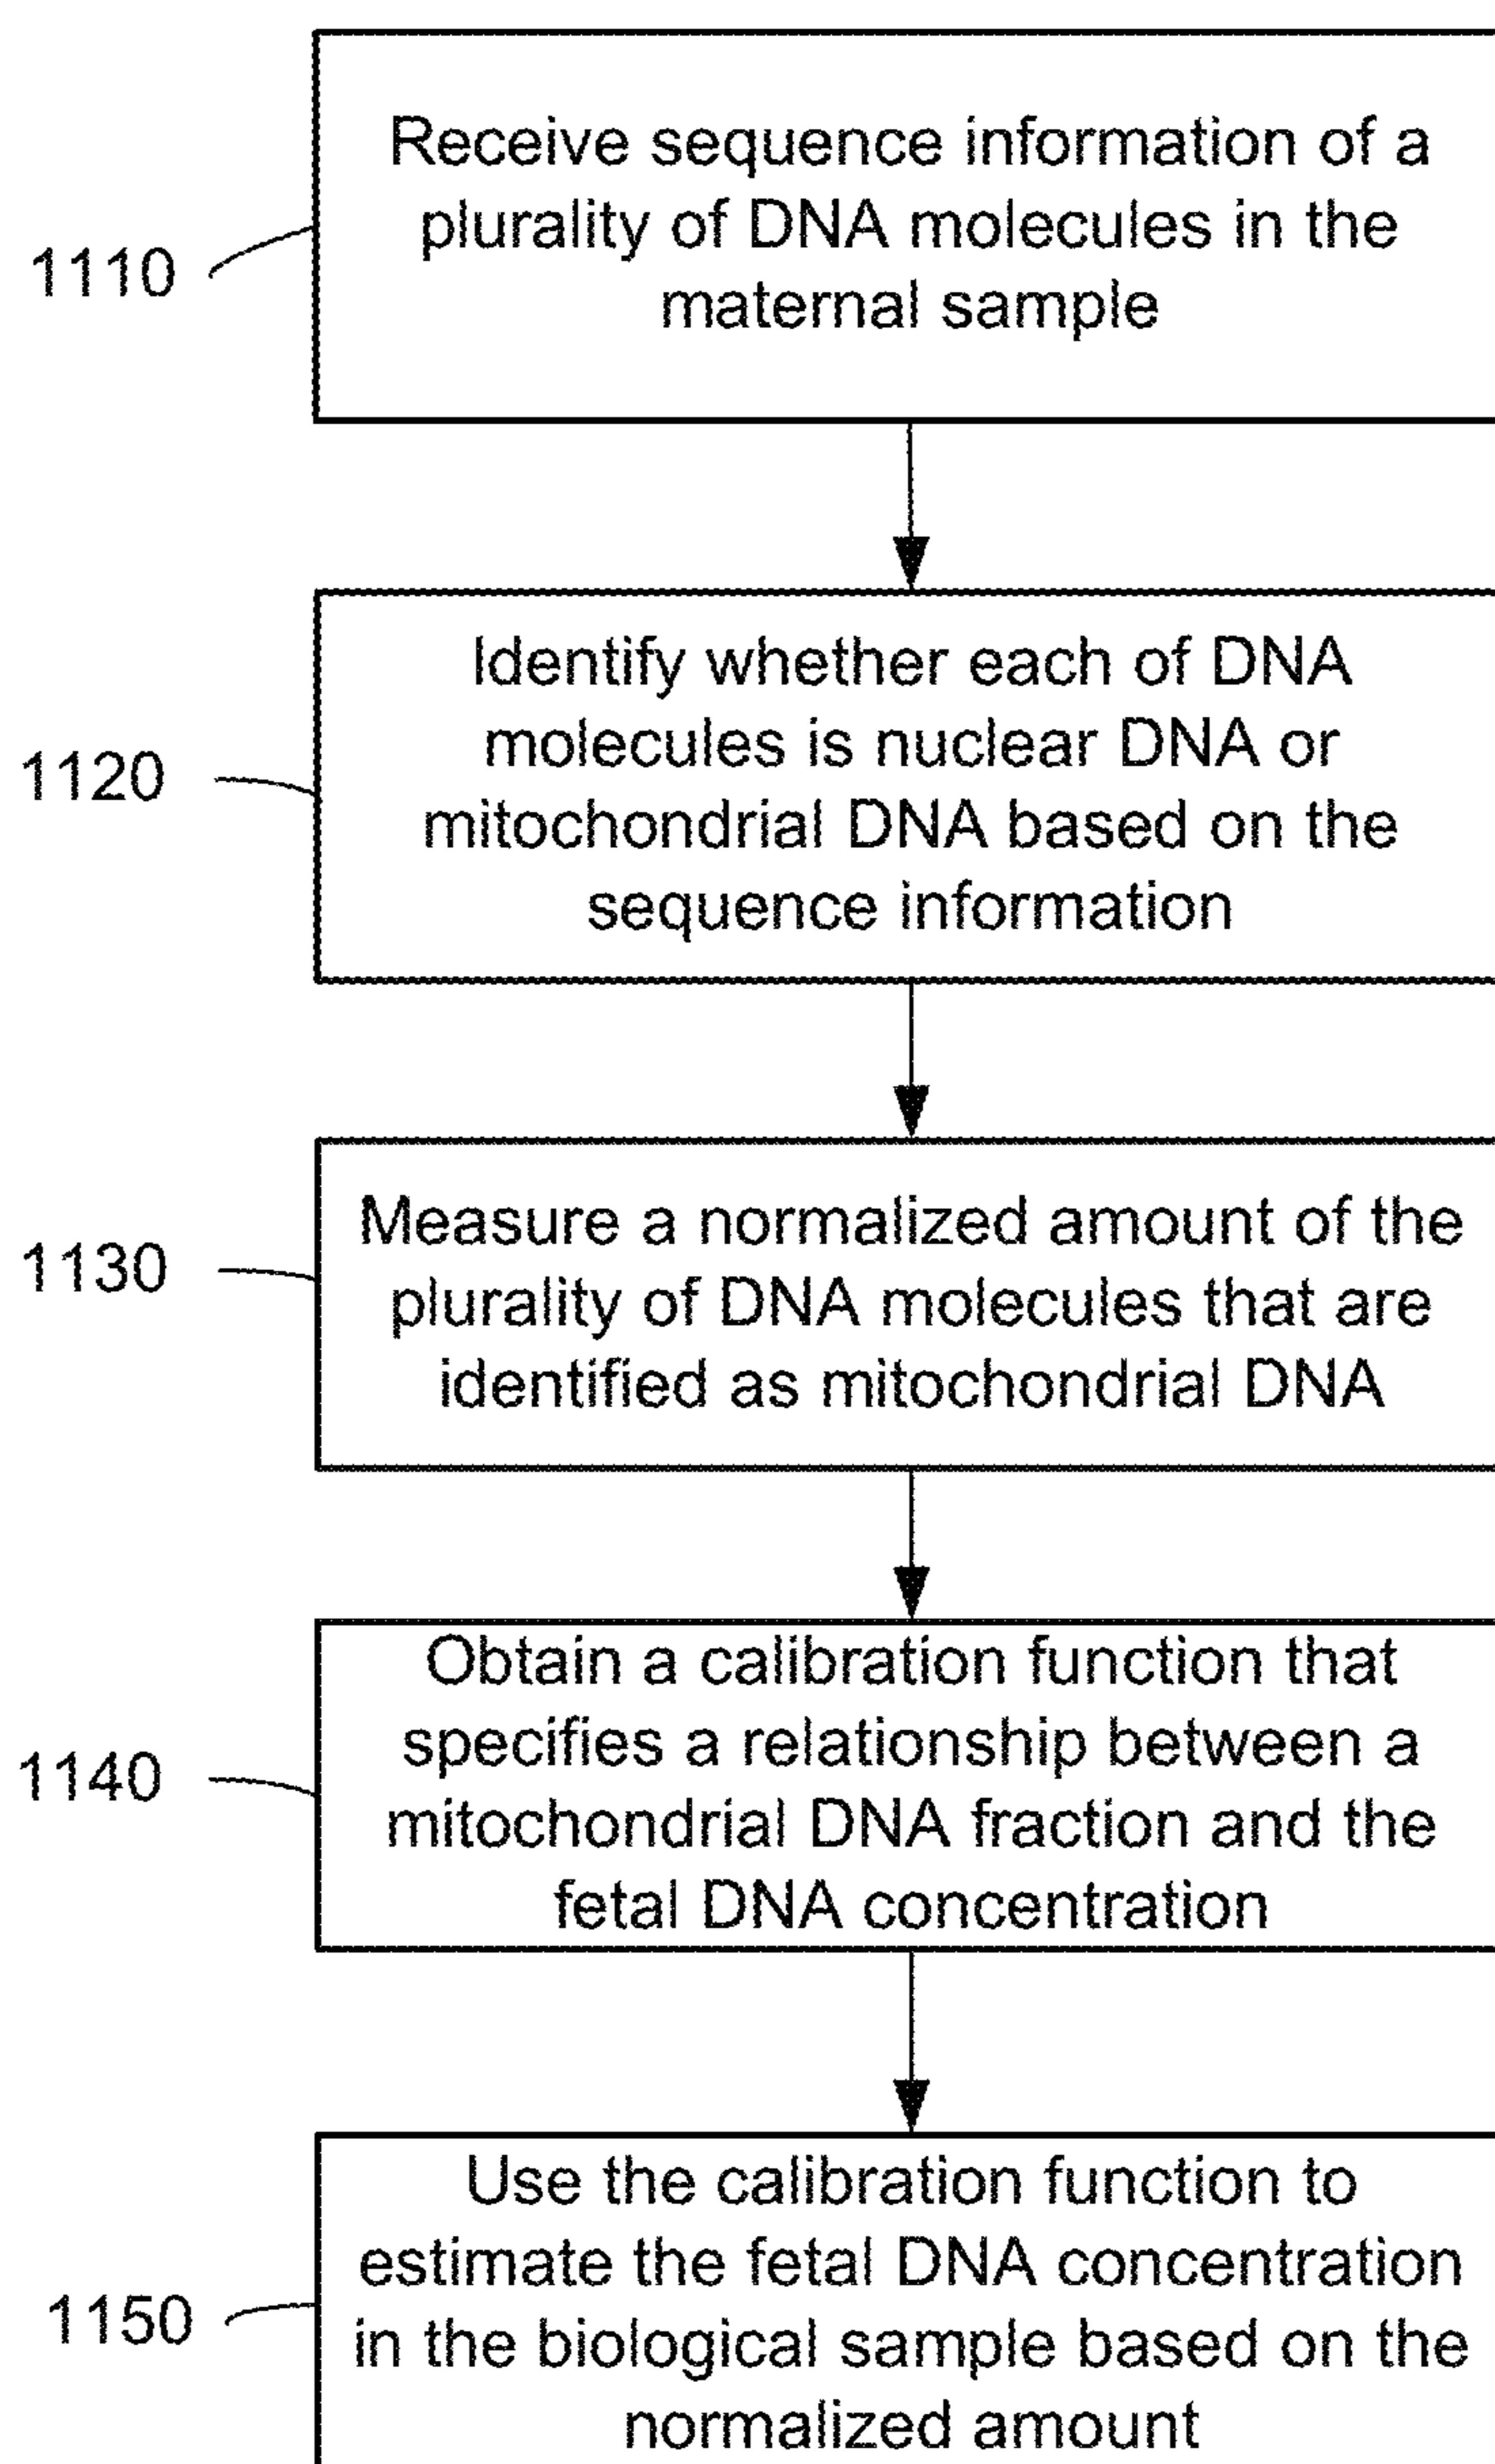 1110
Receive sequence information of a
plurality of DNA molecules in the
maternal sample
1120
Identify whether each of DNA
molecules is nuclear DNA or
mitochondrial DNA based on the
sequence information
1130
Measure a normalized amount of the
plurality of DNA molecules that are
identified as mitochondrial DNA
1140
Obtain a calibration function that
specifies a relationship between a
mitochondrial DNA fraction and the
fetal DNA concentration
1150
Use the calibration function to
estimate the fetal DNA concentration
in the biological sample based on the
normalized amount